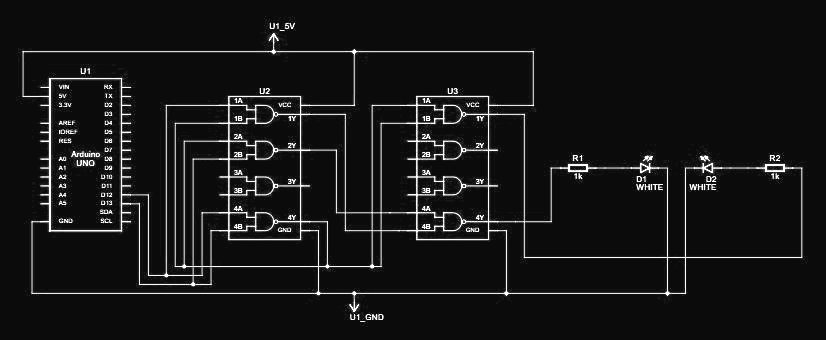 U1_5V
U1
VIN
5V
3.3V
AREF
IOREF
RES
A0
A1
A2
A3
A4
A5
GND
Arduino
UNO
RX
TX
D2
D3
D4
D5
D6
D7
D8
D9
D10
D11
D12
D13
SDA
SCL
U2
1A
1B
2A
2B
3A
3B
4A
4B
VCC
1Y
2Y
3Y
4Y
GND
U3
1A
1B
2A
2B
3A
3B
4A
4B
VCC
1Y
2Y
3Y
4Y
GND
R1
1k
D1
WHITE
D2
WHITE
R2
1k
U1_GND